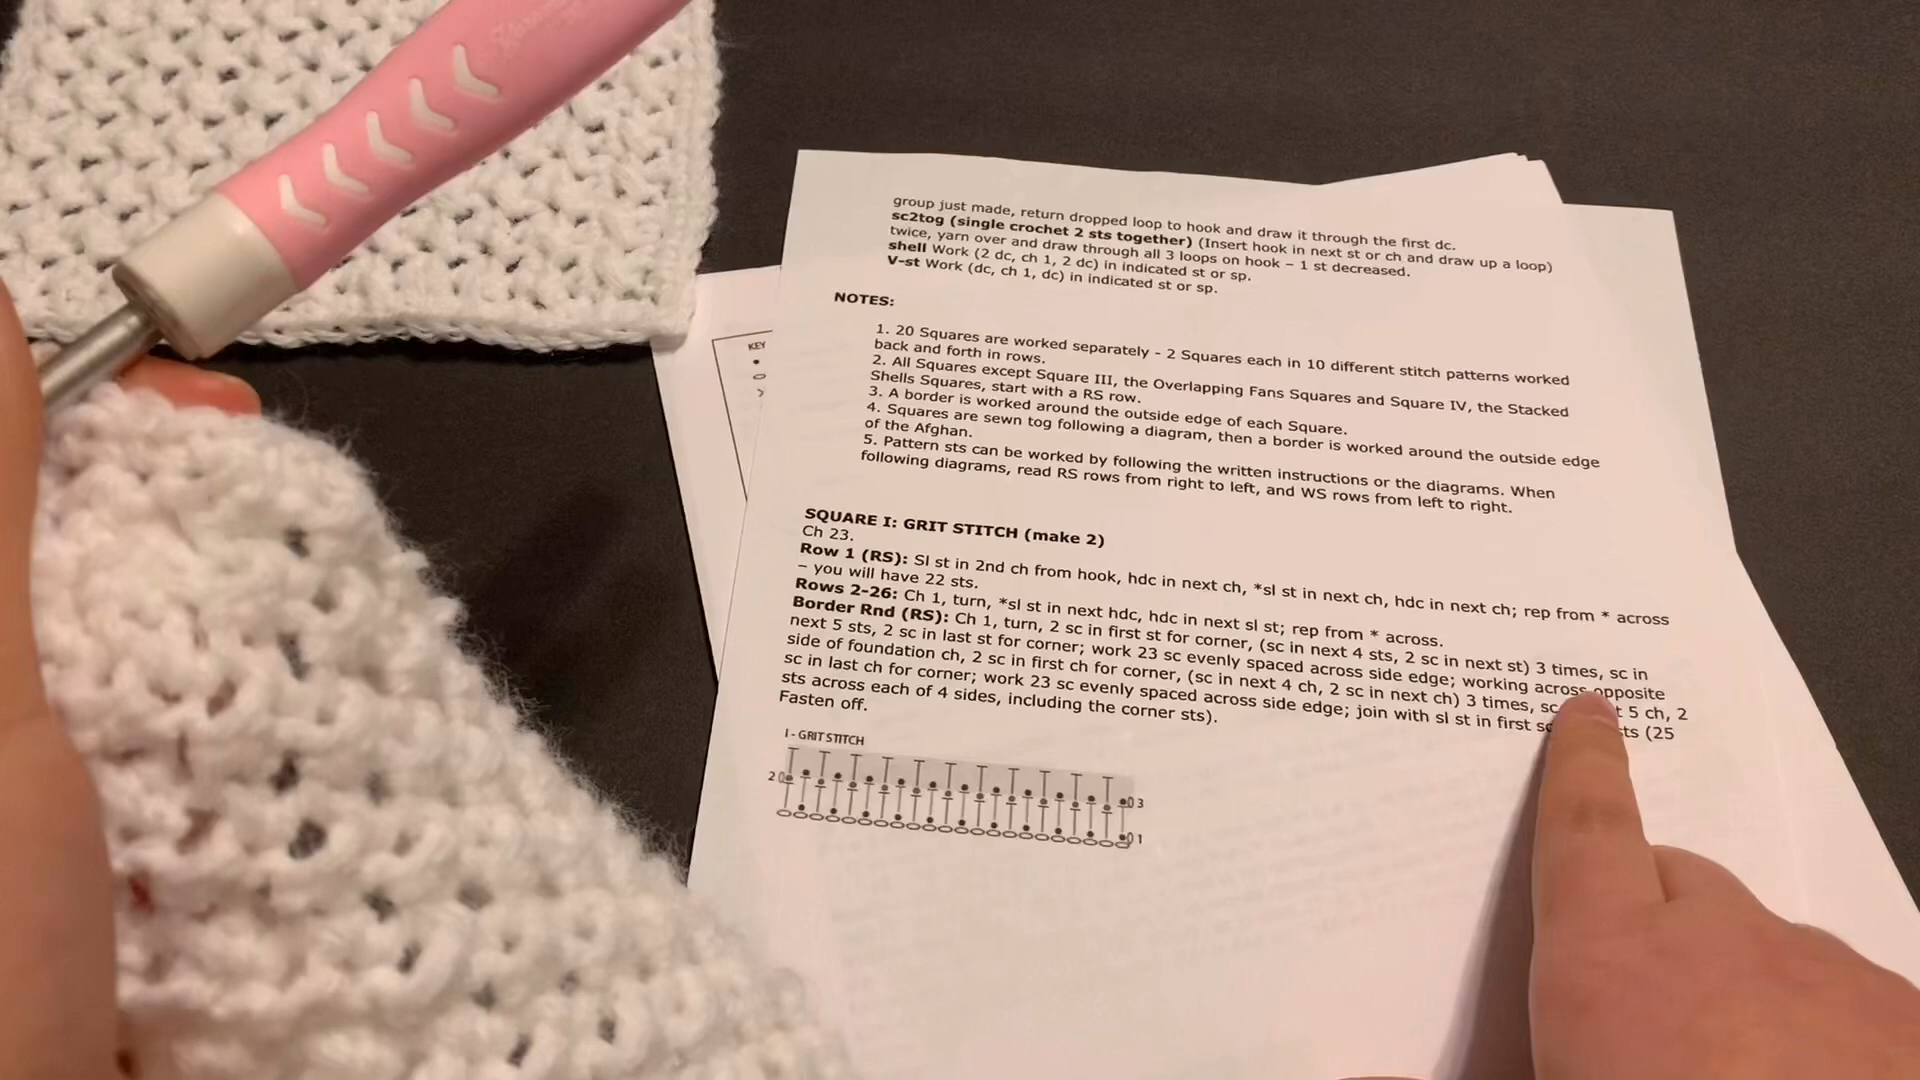 group just made, return dropped loop to hook and draw it through the first dc.
sc2tog (single crochet 2 sts together) (Insert hook in next st or ch and draw up a loop)
twice, yarn over and draw through all 3 loops on hook – 1 st decreased.
shell Work (2 dc, ch 1, 2 dc) in indicated st or sp.
V-st Work (dc, ch 1, dc) in indicated st or sp.
NOTES:
1. 20 Squares are worked separately - 2 Squares each in 10 different stitch patterns worked
back and forth in rows.
2. All Squares except Square III, the Overlapping Fans Squares and Square IV, the Stacked
Shells Squares, start with a RS row.
3. A border is worked around the outside edge of each Square.
4. Squares are sewn tog following a diagram, then a border is worked around the outside edge
of the Afghan.
5. Pattern sts can be worked by following the written instructions or the diagrams. When
following diagrams, read RS rows from right to left, and WS rows from left to right.
KEY
SQUARE I: GRIT STITCH (make 2)
Ch 23.
Row 1 (RS): Sl st in 2nd ch from hook, hdc in next ch, *sl st in next ch, hdc in next ch; rep from * across
– you will have 22 sts.
Rows 2-26: Ch 1, turn, *sl st in next hdc, hdc in next sl st; rep from * across.
Border Rnd (RS): Ch 1, turn, 2 sc in first st for corner, (sc in next 4 sts, 2 sc in next st) 3 times, sc in
next 5 sts, 2 sc in last st for corner; work 23 sc evenly spaced across side edge; working across opposite
side of foundation ch, 2 sc in first ch for corner, (sc in next 4 ch, 2 sc in next ch) 3 times, sc 5 ch, 2
sc in last ch for corner; work 23 sc evenly spaced across side edge; join with sl st in first (25
sts across each of 4 sides, including the corner sts).
Fasten off.
I - GRIT STITCH
2 3
1